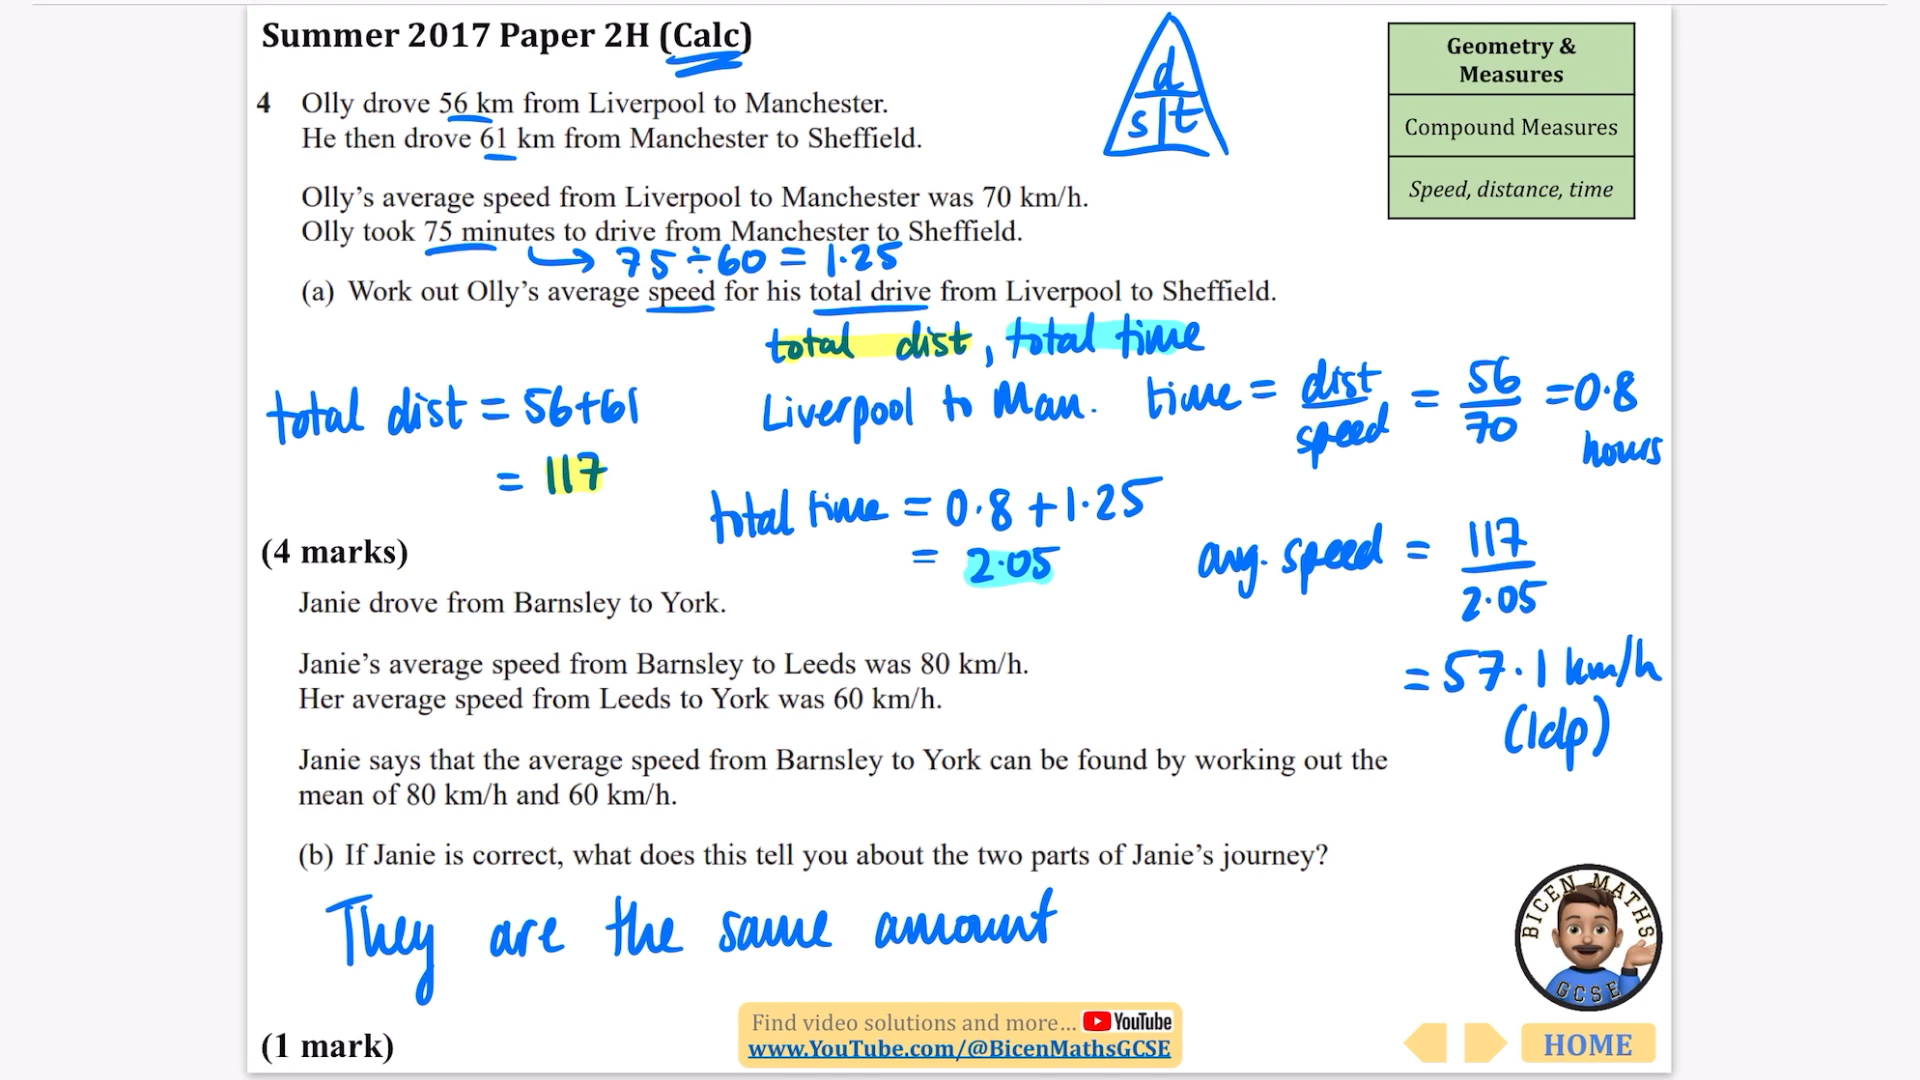 Summer 2017 Paper 2H (Calc)
d
s t
Geometry &
Measures
Compound Measures
Speed, distance, time
4 Olly drove 56 km from Liverpool to Manchester.
He then drove 61 km from Manchester to Sheffield.
Olly's average speed from Liverpool to Manchester was 70 km/h.
Olly took 75 minutes to drive from Manchester to Sheffield.
→ 75 ÷ 60 = 1.25
(a) Work out Olly's average speed for his total drive from Liverpool to Sheffield.
total dist, total time
total dist = 56+61
= 117
Liverpool to Man. time = dist/speed = 56/70 = 0.8
hours
total time = 0.8 + 1.25
= 2.05
avg. speed = 117/2.05
= 57.1 km/h
(1dp)
(4 marks)
Janie drove from Barnsley to York.
Janie's average speed from Barnsley to Leeds was 80 km/h.
Her average speed from Leeds to York was 60 km/h.
Janie says that the average speed from Barnsley to York can be found by working out the
mean of 80 km/h and 60 km/h.
(b) If Janie is correct, what does this tell you about the two parts of Janie's journey?
They are the same amount
(1 mark)
Find video solutions and more... YouTube
www.YouTube.com/@BicenMathsGCSE
BICEN MATHS
GCSE
HOME